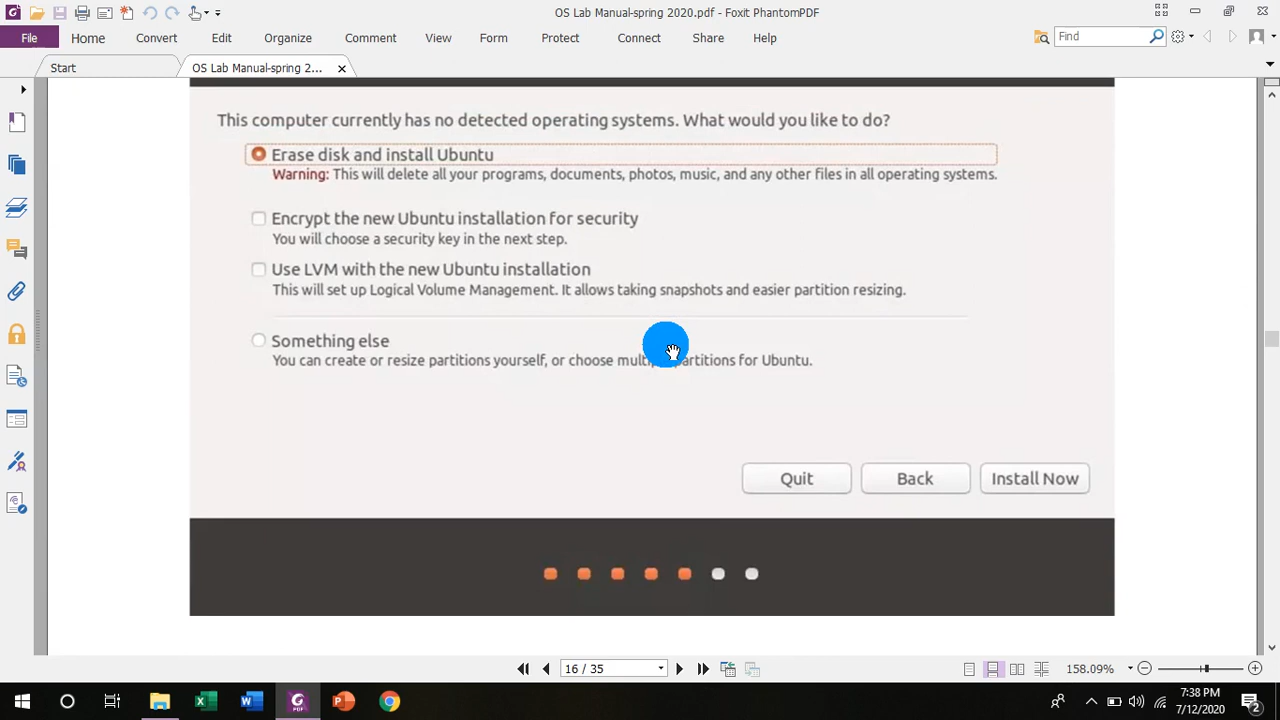 OS Lab Manual-spring 2020.pdf - Foxit PhantomPDF
File Home Convert Edit Organize Comment View Form Protect Connect Share Help Find
Start OS Lab Manual-spring 2...
This computer currently has no detected operating systems. What would you like to do?
Erase disk and install Ubuntu
Warning: This will delete all your programs, documents, photos, music, and any other files in all operating systems.
Encrypt the new Ubuntu installation for security
You will choose a security key in the next step.
Use LVM with the new Ubuntu installation
This will set up Logical Volume Management. It allows taking snapshots and easier partition resizing.
Something else
You can create or resize partitions yourself, or choose partitions for Ubuntu.
Quit Back Install Now
16 / 35 158.09%
7:38 PM
7/12/2020
2